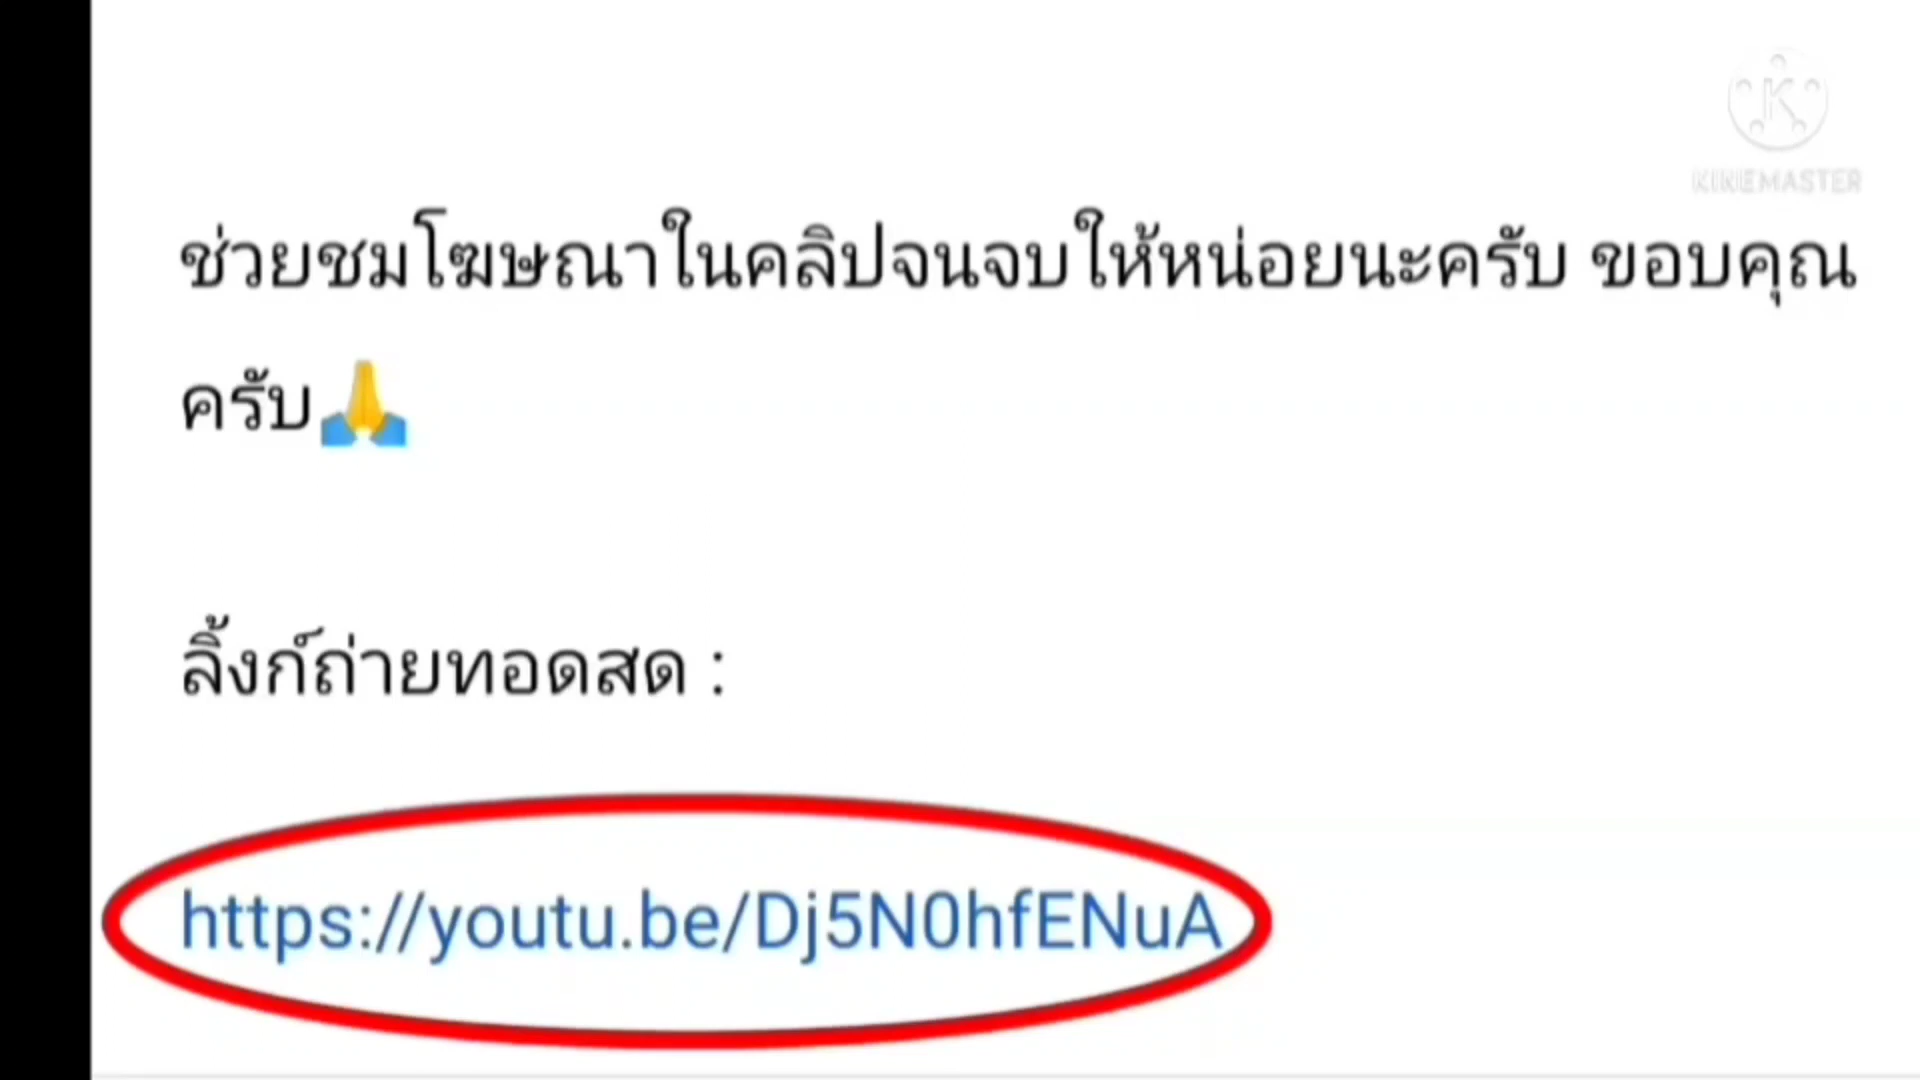 KINEMASTER
ช่วยชมโฆษณาในคลิปจนจบให้หน่อยนะครับ ขอบคุณ
ครับ🙏
ลิ้งก์ถ่ายทอดสด :
https://youtu.be/Dj5N0hfENuA